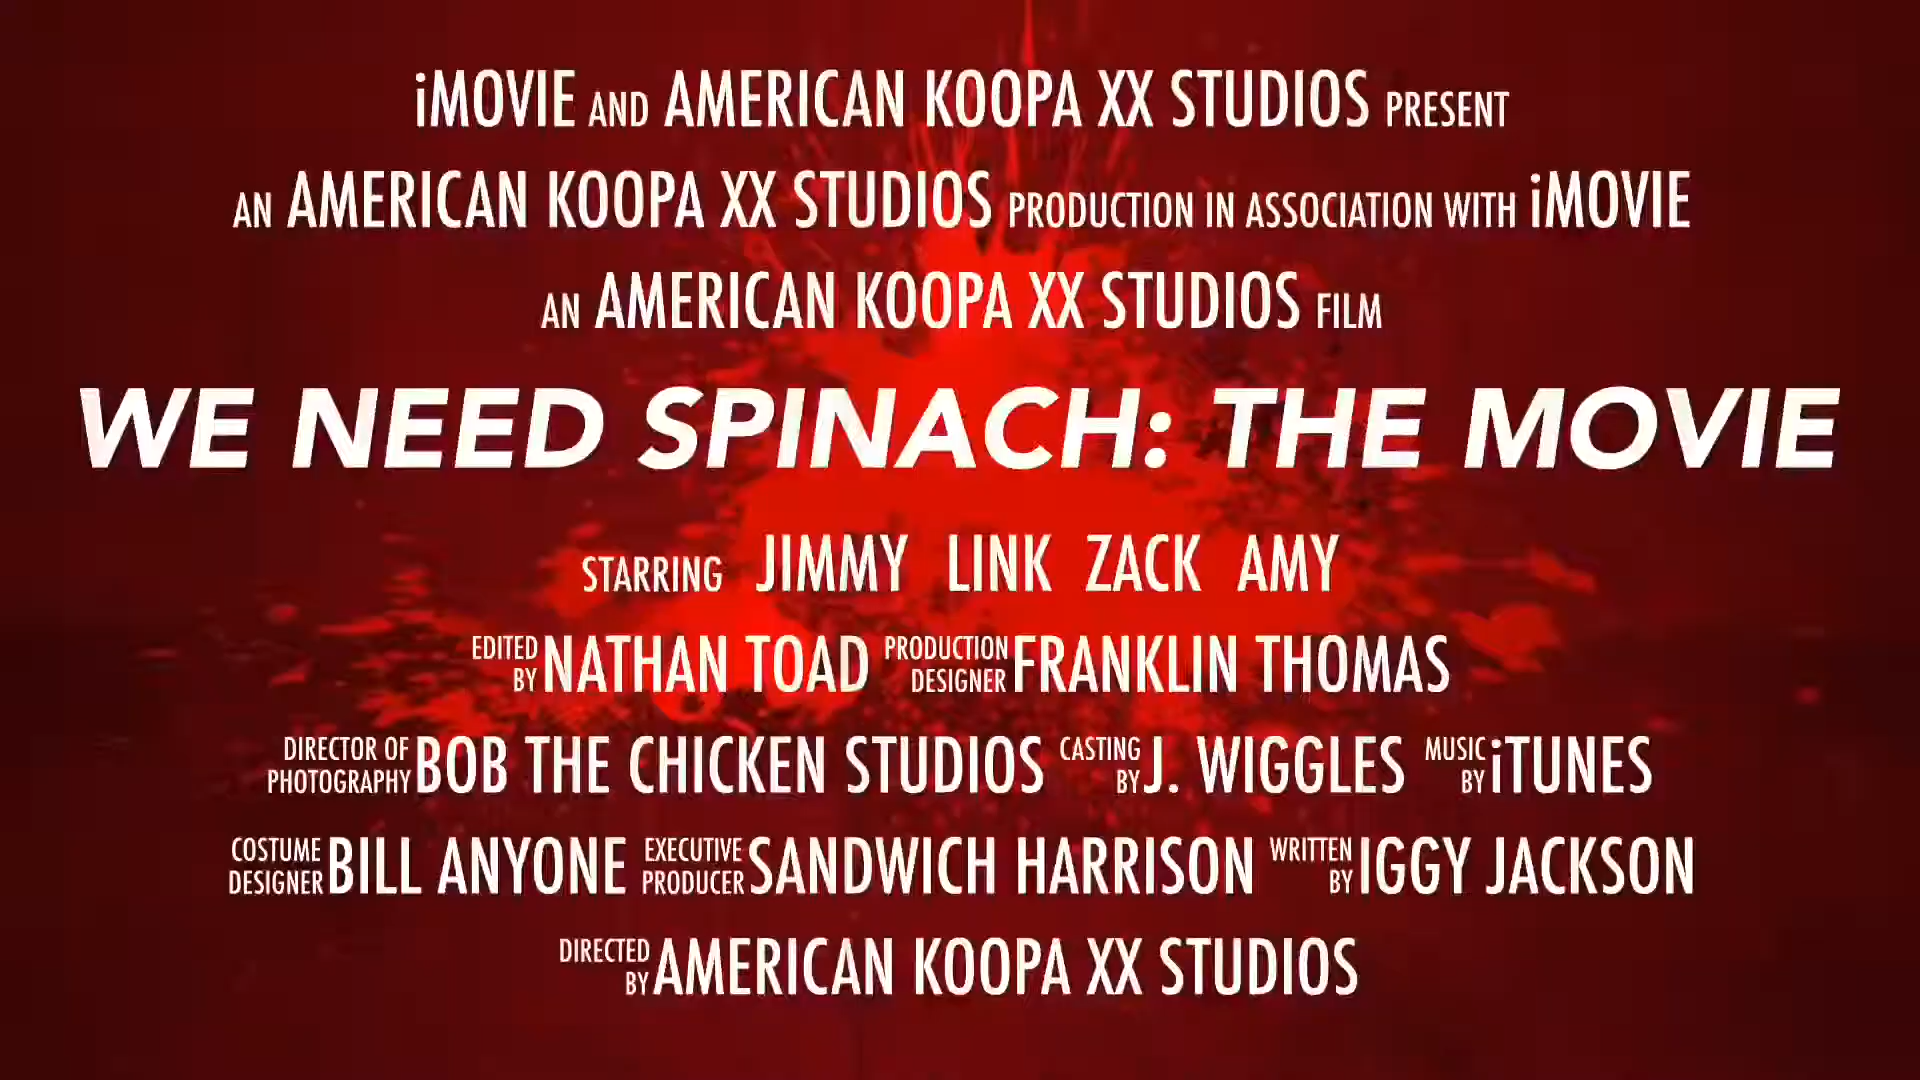 iMOVIE AND AMERICAN KOOPA XX STUDIOS PRESENT
AN AMERICAN KOOPA XX STUDIOS PRODUCTION IN ASSOCIATION WITH iMOVIE
AN AMERICAN KOOPA XX STUDIOS FILM
WE NEED SPINACH: THE MOVIE
STARRING JIMMY LINK ZACK AMY
EDITED BY NATHAN TOAD PRODUCTION DESIGNER FRANKLIN THOMAS
DIRECTOR OF PHOTOGRAPHY BOB THE CHICKEN STUDIOS CASTING BY J. WIGGLES MUSIC BY iTUNES
COSTUME DESIGNER BILL ANYONE EXECUTIVE PRODUCER SANDWICH HARRISON WRITTEN BY IGGY JACKSON
DIRECTED BY AMERICAN KOOPA XX STUDIOS